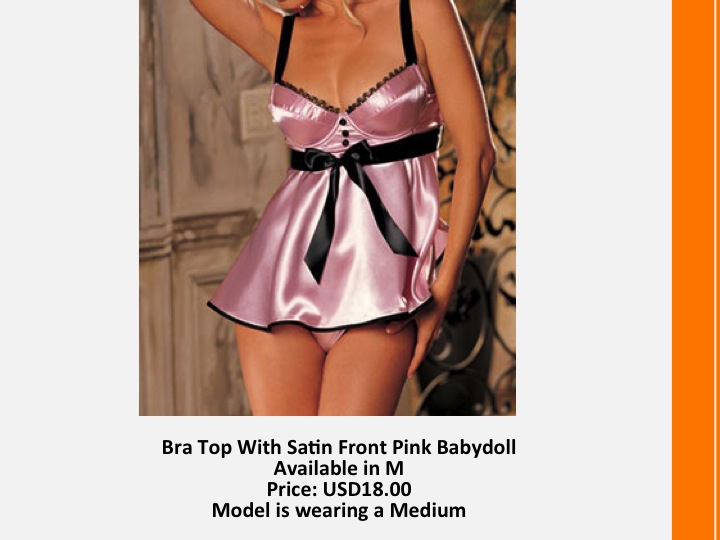 Bra Top With Satin Front Pink Babydoll
Available in M
Price: USD18.00
Model is wearing a Medium